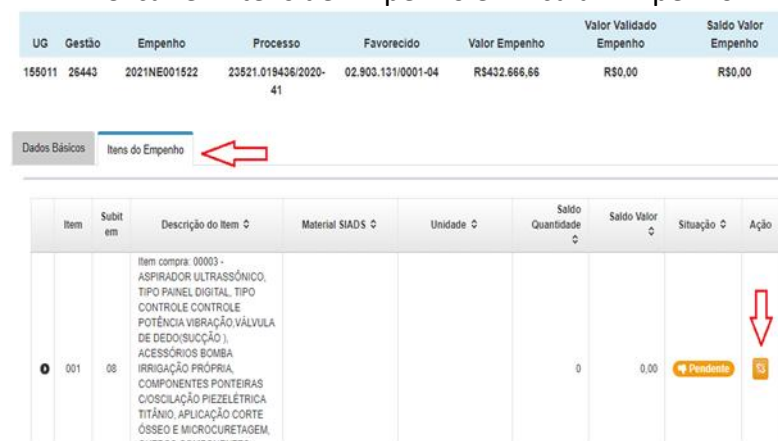 Valor Validado Saldo Valor
UG Gestão Empenho Processo Favorecido Valor Empenho Empenho Empenho
155011 26443 2021NE001522 23521.019436/2020- 02.903.131/0001-04 R$432.666,66 R$0,00 R$0,00
41
Dados Básicos Itens do Empenho
Item Subit em Descrição do Item Material SIADS Unidade Saldo Quantidade Saldo Valor Situação Ação
Item compra: 00003 -
ASPIRADOR ULTRASSÔNICO,
TIPO PAINEL DIGITAL, TIPO
CONTROLE CONTROLE
POTÊNCIA VIBRAÇÃO,VÁLVULA
DE DEDO(SUCÇÃO ),
ACESSÓRIOS BOMBA
001 08 IRRIGAÇÃO PRÓPRIA, 0 0,00 Pendente
COMPONENTES PONTEIRAS
C/OSCILAÇÃO PIEZELÉTRICA
TITÂNIO, APLICAÇÃO CORTE
ÓSSEO E MICROCURETAGEM,